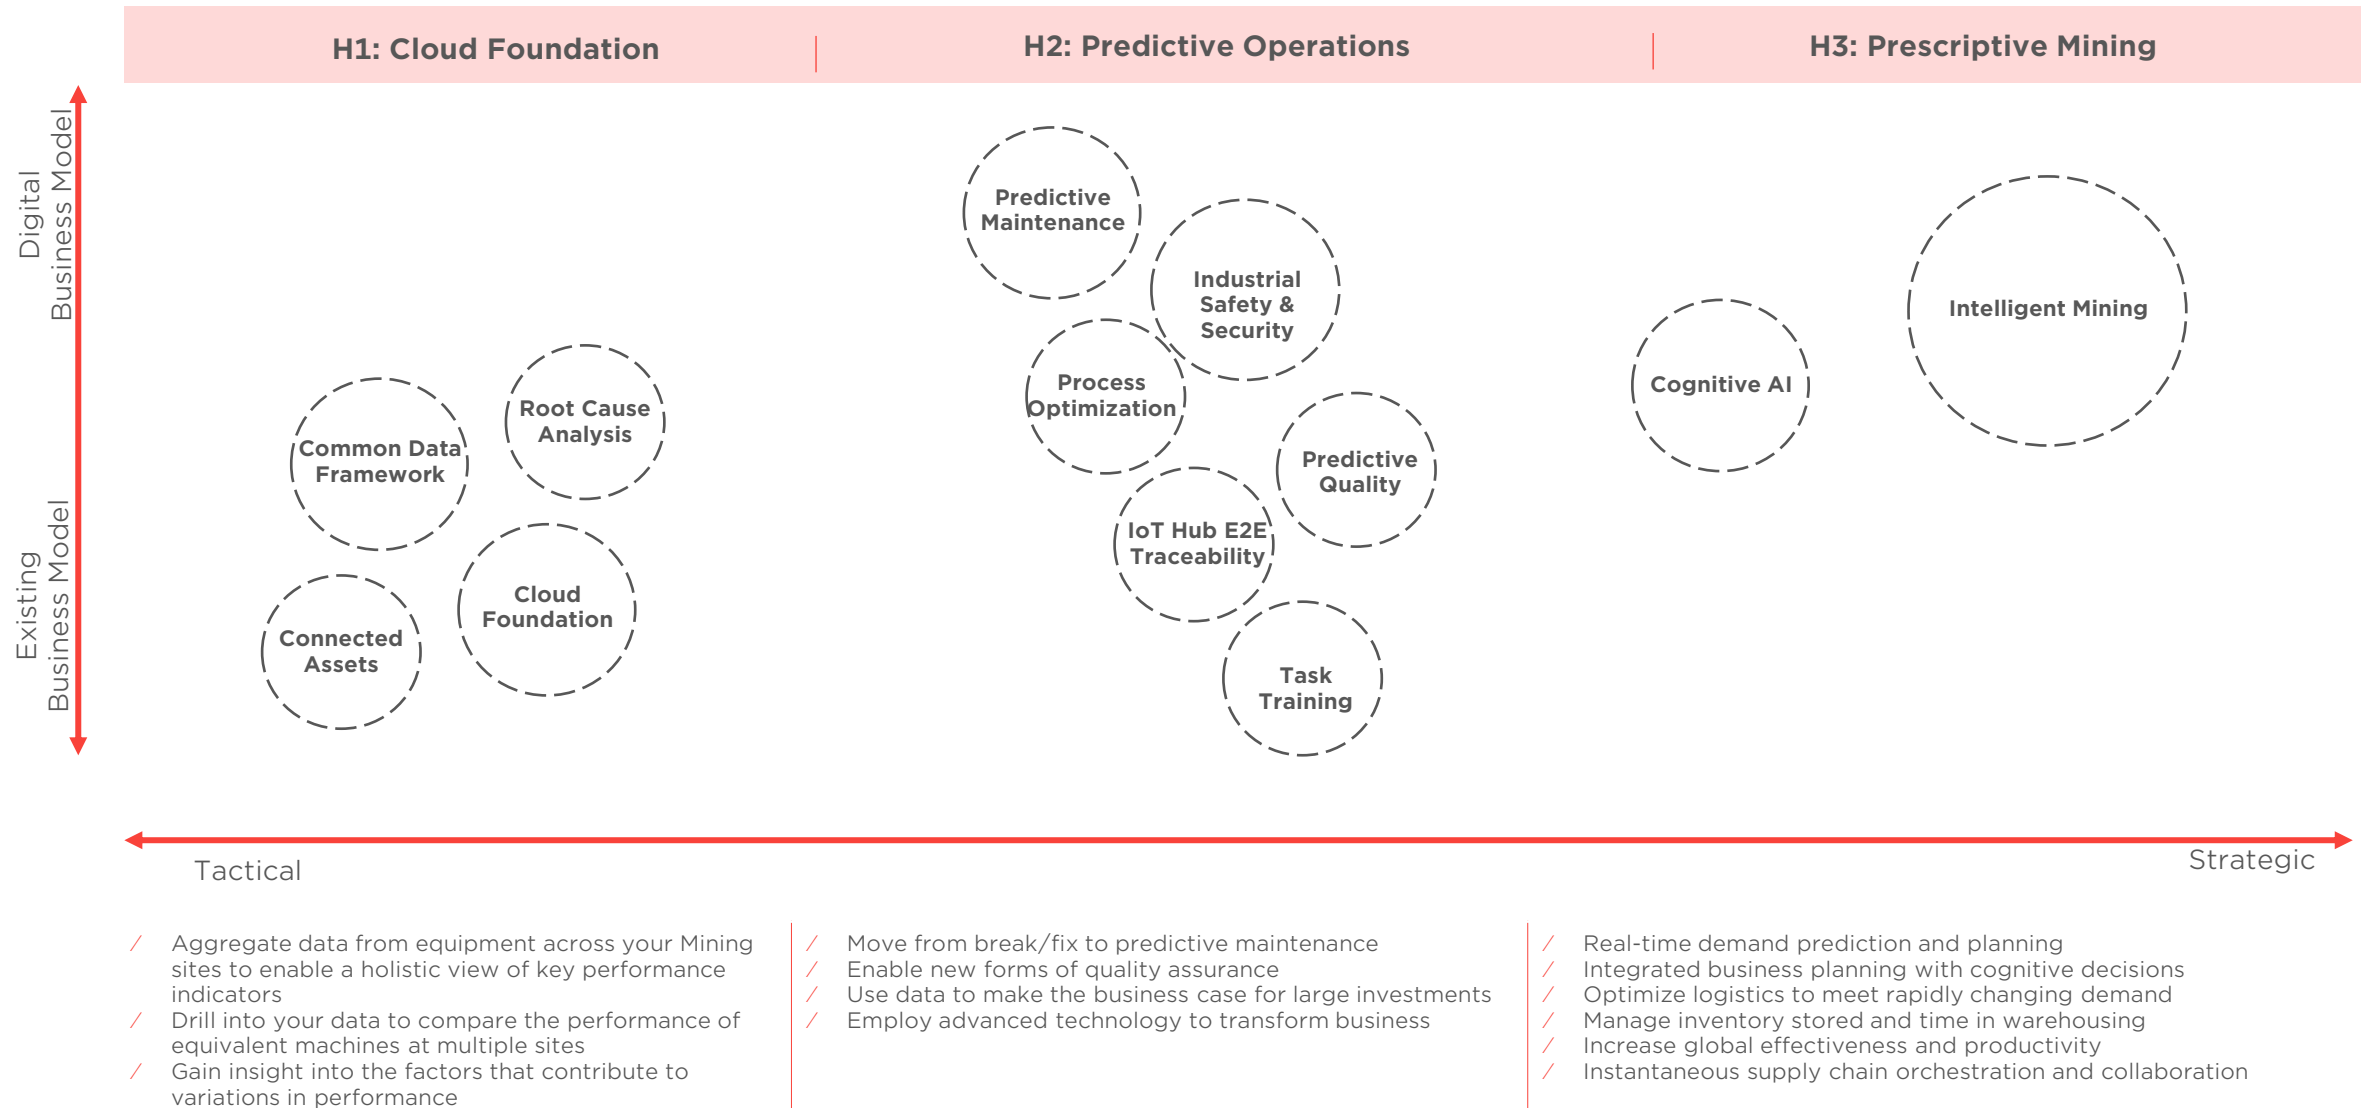 H1: Cloud Foundation
H2: Predictive Operations
H3: Prescriptive Mining
Digital
Business Model
Existing
Business Model
Predictive
Maintenance
Industrial
Safety &
Security
Intelligent Mining
Cognitive AI
Process
Optimization
Root Cause
Analysis
Common Data
Framework
Predictive
Quality
IoT Hub E2E
Traceability
Cloud
Foundation
Connected
Assets
Task
Training
Tactical
Strategic
/ Aggregate data from equipment across your Mining
sites to enable a holistic view of key performance
indicators
/ Drill into your data to compare the performance of
equivalent machines at multiple sites
/ Gain insight into the factors that contribute to
variations in performance
/ Move from break/fix to predictive maintenance
/ Enable new forms of quality assurance
/ Use data to make the business case for large investments
/ Employ advanced technology to transform business
/ Real-time demand prediction and planning
/ Integrated business planning with cognitive decisions
/ Optimize logistics to meet rapidly changing demand
/ Manage inventory stored and time in warehousing
/ Increase global effectiveness and productivity
/ Instantaneous supply chain orchestration and collaboration